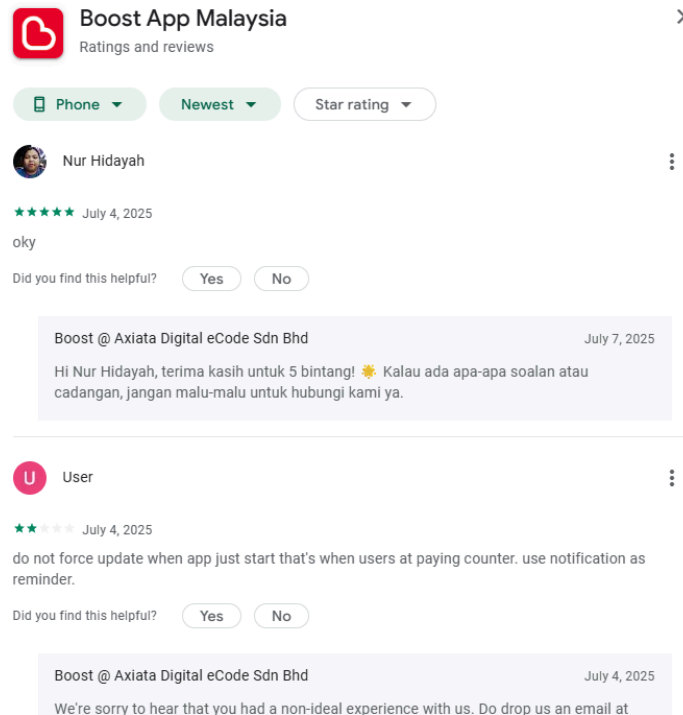 Boost App Malaysia
Ratings and reviews
Phone
Newest
Star rating
Nur Hidayah
July 4, 2025
oky
Did you find this helpful?
Yes
No
Boost @ Axiata Digital eCode Sdn Bhd
July 7, 2025
Hi Nur Hidayah, terima kasih untuk 5 bintang! 🌟 Kalau ada apa-apa soalan atau
cadangan, jangan malu-malu untuk hubungi kami ya.
U
User
July 4, 2025
do not force update when app just start that's when users at paying counter. use notification as
reminder.
Did you find this helpful?
Yes
No
Boost @ Axiata Digital eCode Sdn Bhd
July 4, 2025
We're sorry to hear that you had a non-ideal experience with us. Do drop us an email at